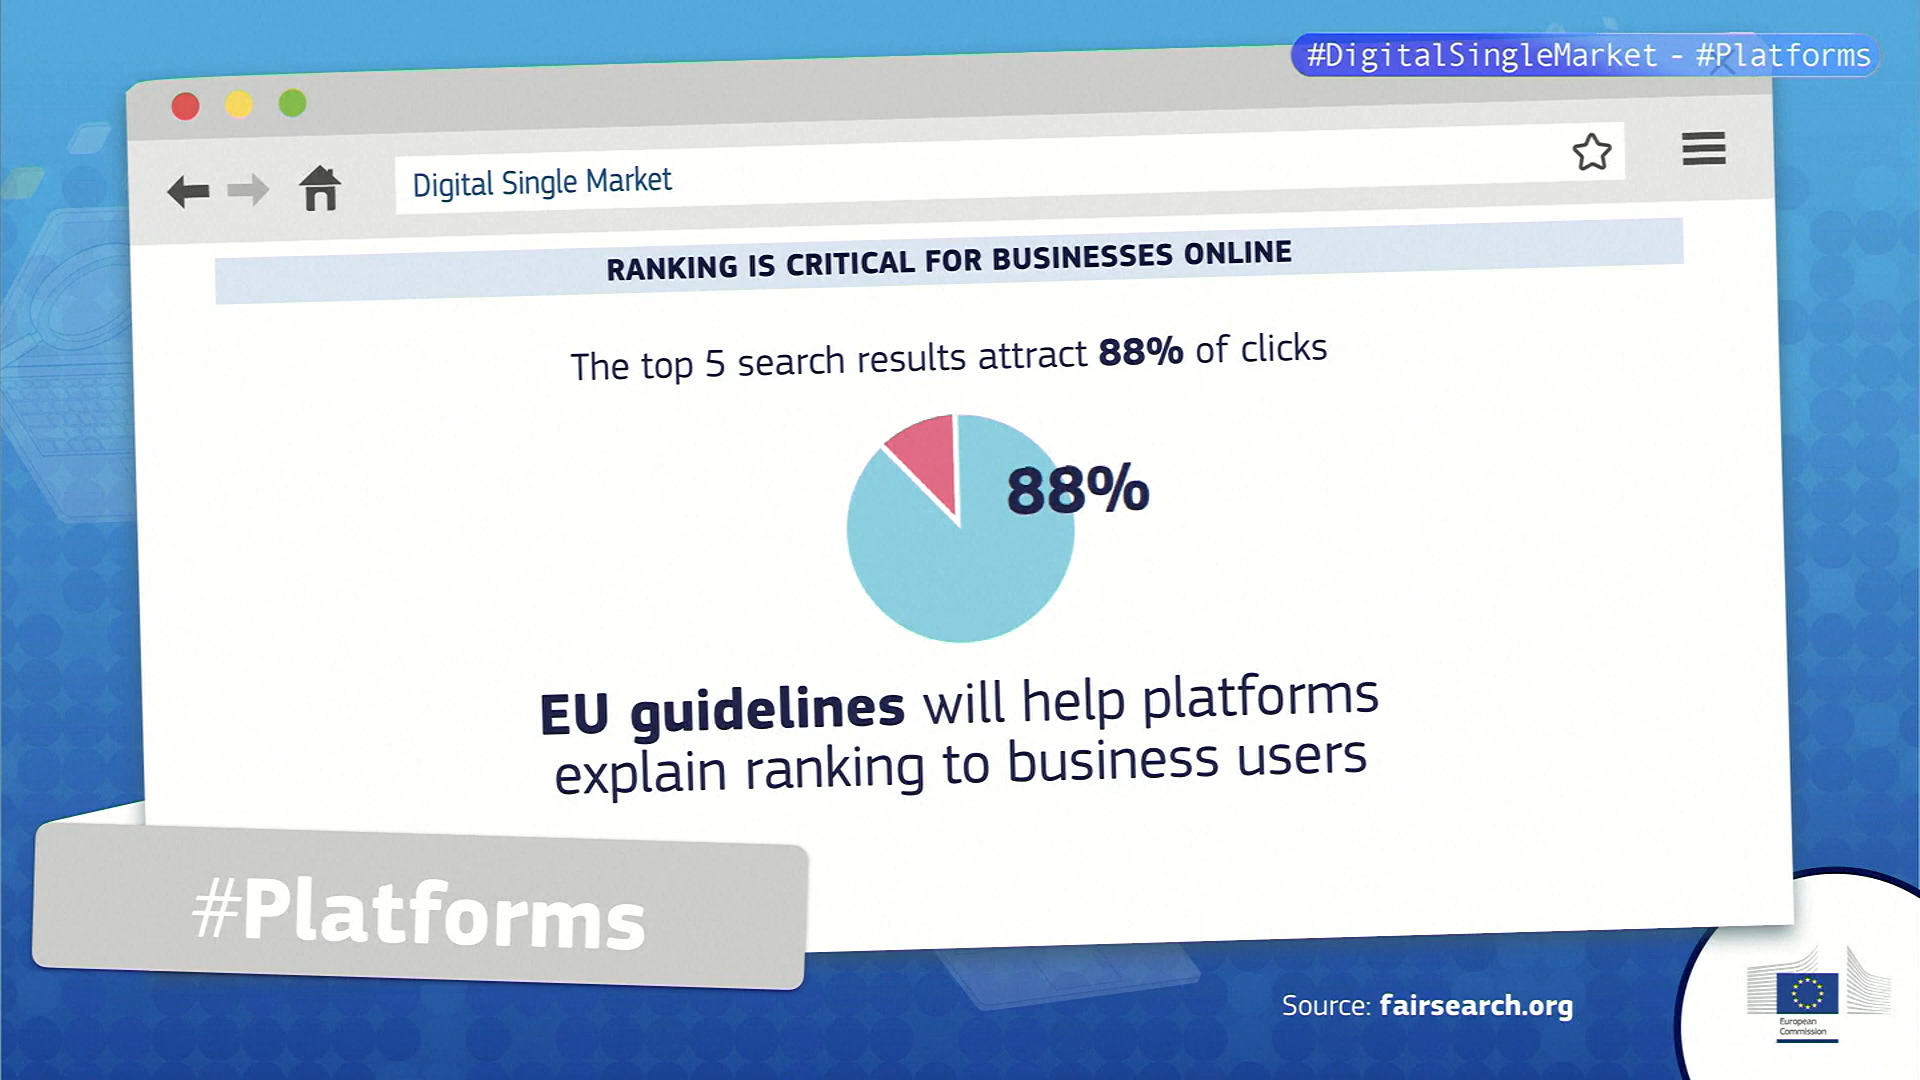 #DigitalSingleMarket - #Platforms
Digital Single Market
RANKING IS CRITICAL FOR BUSINESSES ONLINE
The top 5 search results attract 88% of clicks
88%
EU guidelines will help platforms
explain ranking to business users
#Platforms
Source: fairsearch.org
European
Commission